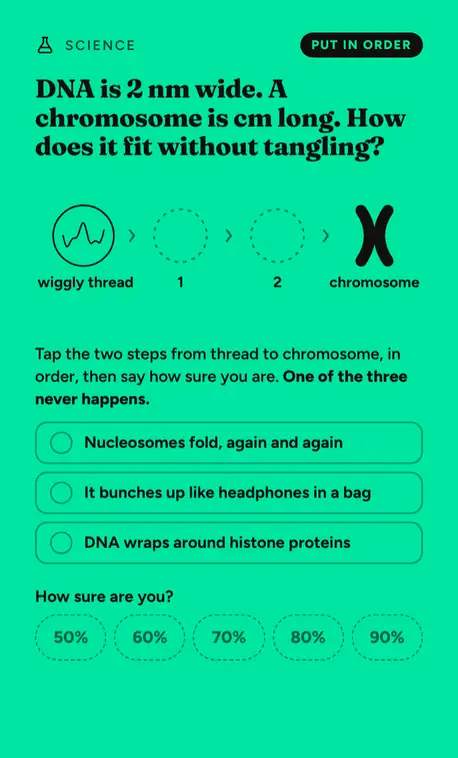 SCIENCE
PUT IN ORDER
DNA is 2 nm wide. A
chromosome is cm long. How
does it fit without tangling?
wiggly thread
1
2
chromosome
Tap the two steps from thread to chromosome, in
order, then say how sure you are. One of the three
never happens.
Nucleosomes fold, again and again
It bunches up like headphones in a bag
DNA wraps around histone proteins
How sure are you?
50%
60%
70%
80%
90%